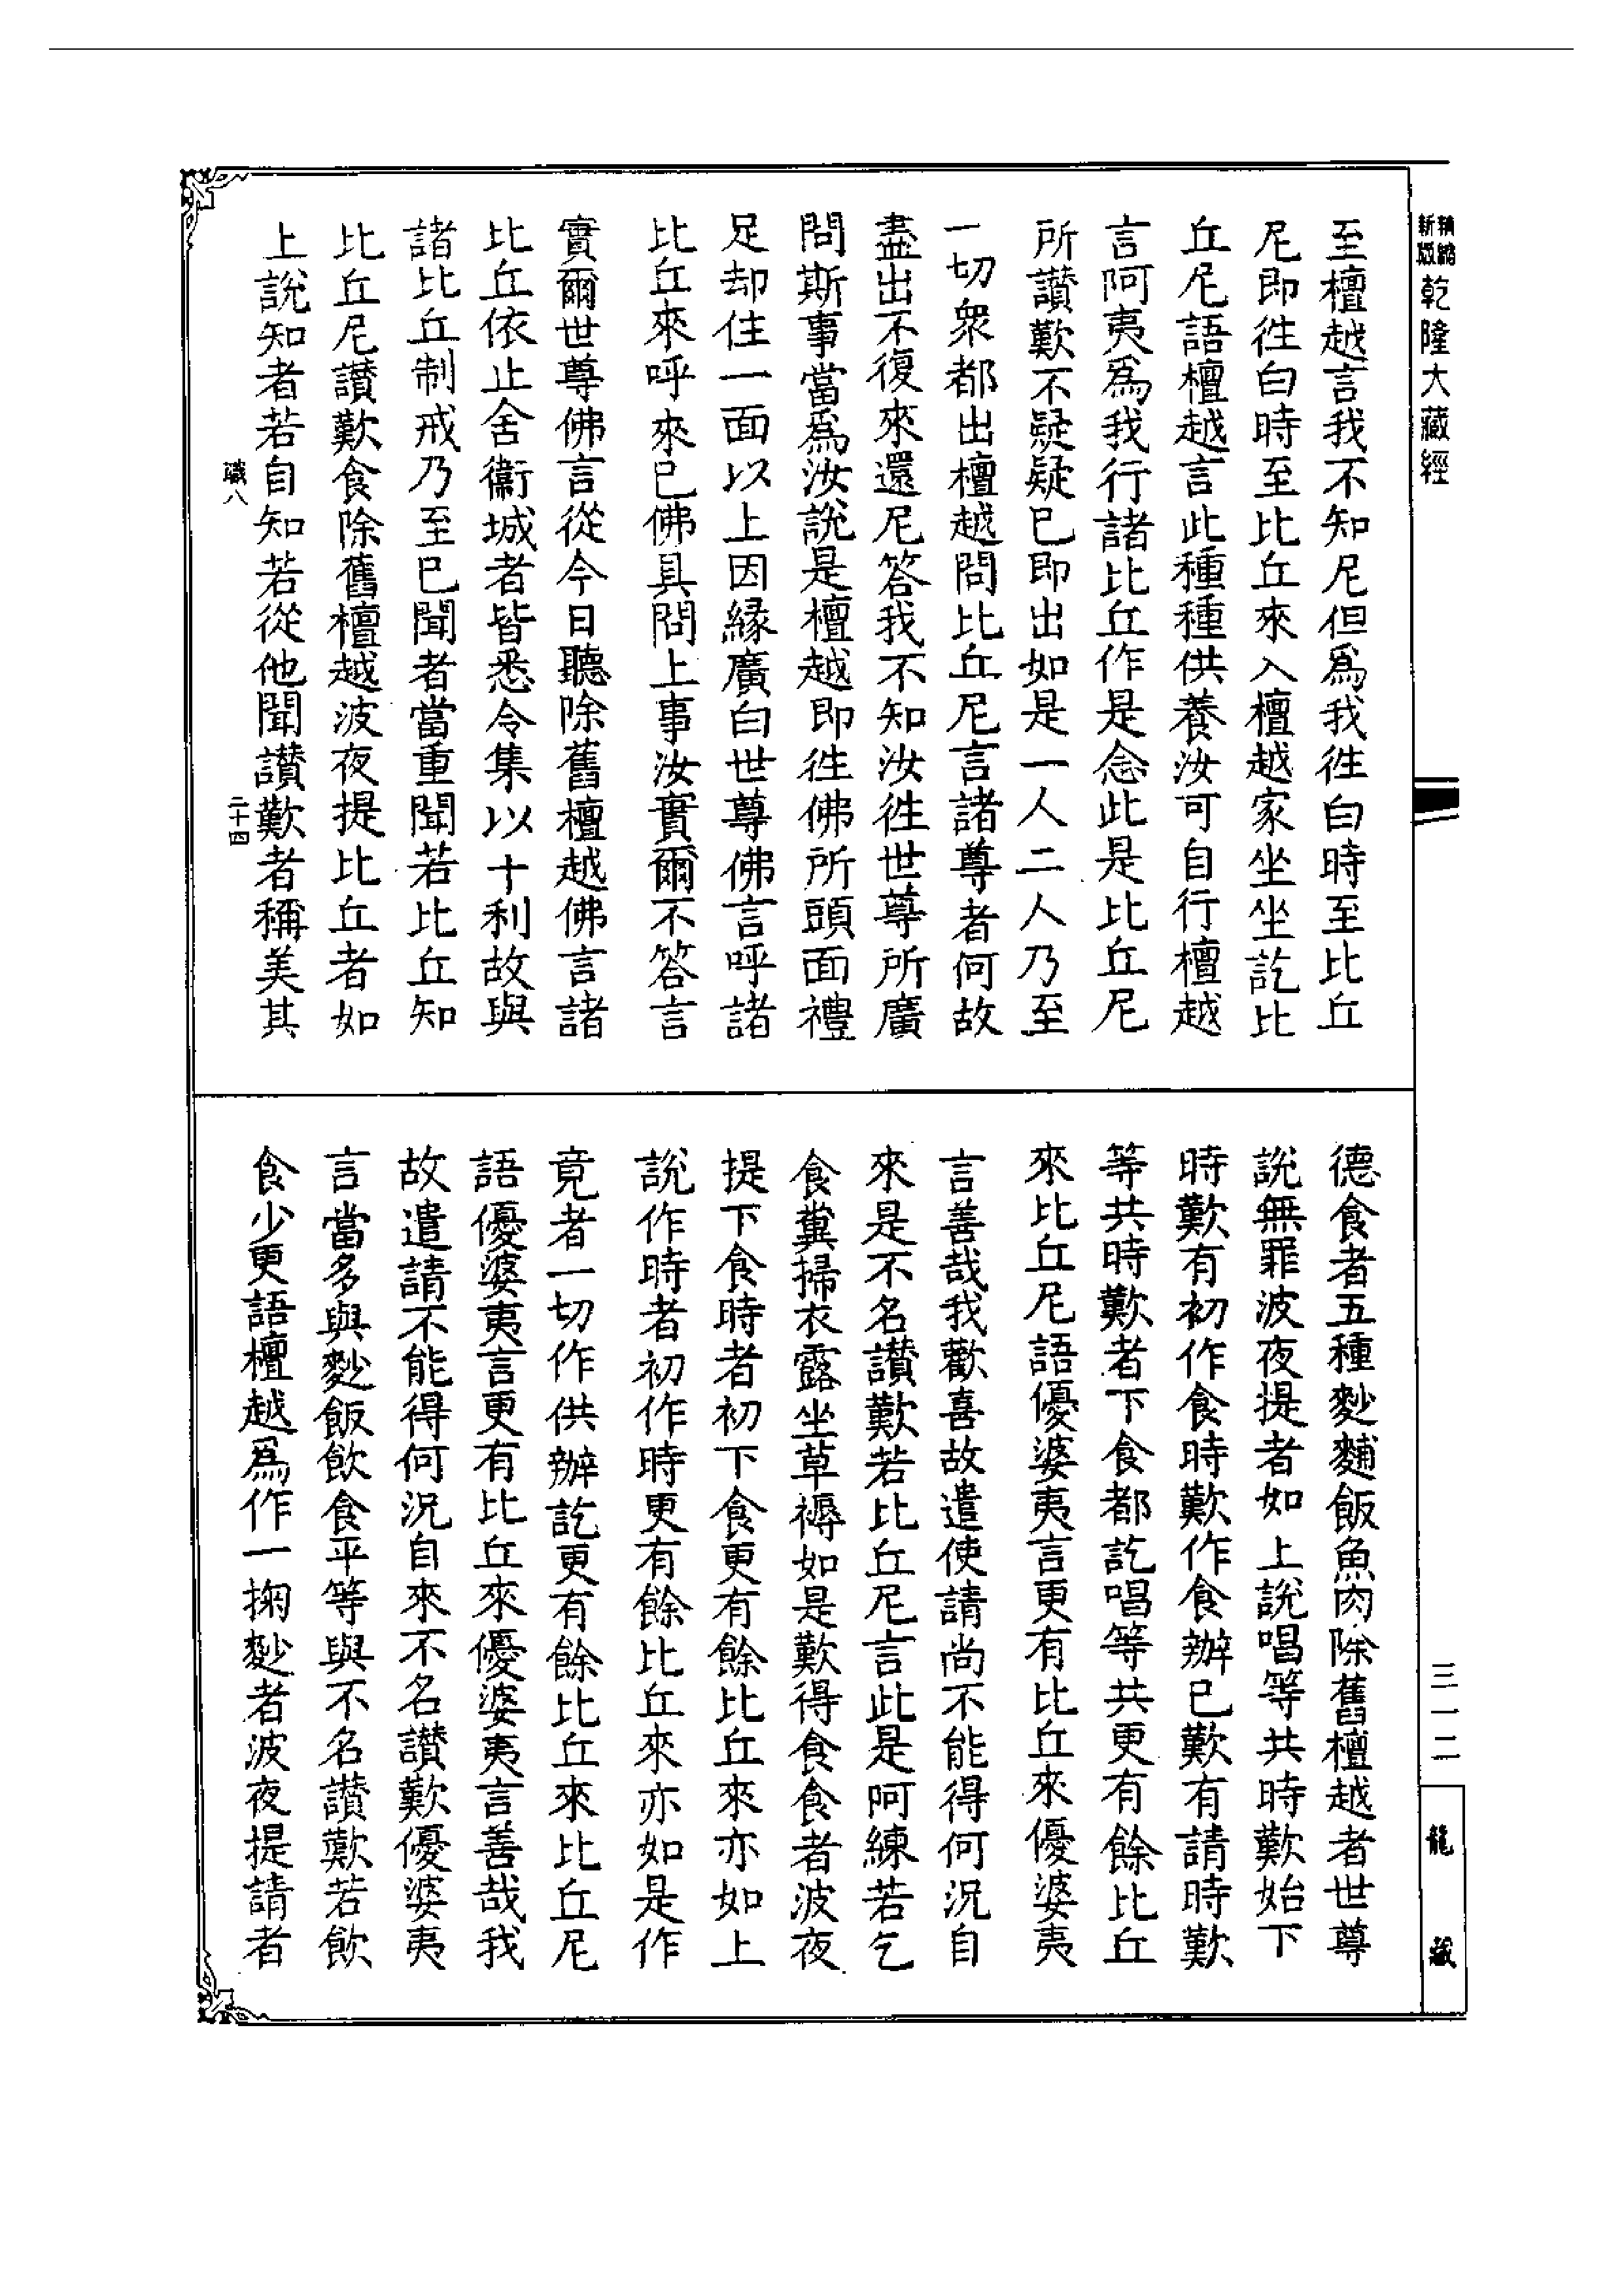 精縮新版乾隆大藏經
至檀越言我不知尼但爲我徃白時至比丘
尼即徃白時至比丘來入檀越家坐坐訖比
丘尼語檀越言此種種供養汝可自行檀越
言阿夷爲我行諸比丘作是念此是比丘尼
所讃歎不疑疑已即出如是一人二人乃至
一切衆都出檀越問比丘尼言諸尊者何故
盡出不復來還尼答我不知汝徃世尊所廣
問斯事當爲汝說是檀越即徃佛所頭面禮
足却住一面以上因緣廣白世尊佛言呼諸
比丘來呼來已佛具問上事汝實爾不答言
實爾世尊佛言從今日聽除舊檀越佛言諸
比丘依止舍衞城者皆悉令集以十利故與
諸比丘制戒乃至已聞者當重聞若比丘知
比丘尼讃歎食除舊檀越波夜提比丘者如
上說知者若自知若從他聞讃歎者稱美其
職八
二十四
德食者五種麨䴺飯魚肉除舊檀越者世尊
說無罪波夜提者如上說唱等共時歎始下
時歎有初作食時歎作食辦已歎有請時歎
等共時歎者下食都訖唱等共更有餘比丘
來比丘尼語優婆夷言更有比丘來優婆夷
言善哉我歡喜故遣使請尚不能得何況自
來是不名讃歎若比丘尼言此是阿練若乞
食糞掃衣露坐草褥如是歎得食食者波夜
提下食時者初下食更有餘比丘來亦如上
說作時者初作時更有餘比丘來亦如是作
竟者一切作供辦訖更有餘比丘來比丘尼
語優婆夷言更有比丘來優婆夷言善哉我
故遣請不能得何況自來不名讃歎優婆夷
言當多與麨飯飲食平等與不名讃歎若飲
食少更語檀越爲作一掬麨者波夜提請者
三一二
龍藏